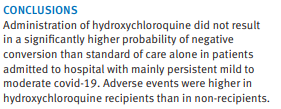 CONCLUSIONS
Administration of hydroxychloroquine did not result
in a significantly higher probability of negative
conversion than standard of care alone in patients
admitted to hospital with mainly persistent mild to
moderate covid-19. Adverse events were higher in
hydroxychloroquine recipients than in non-recipients.